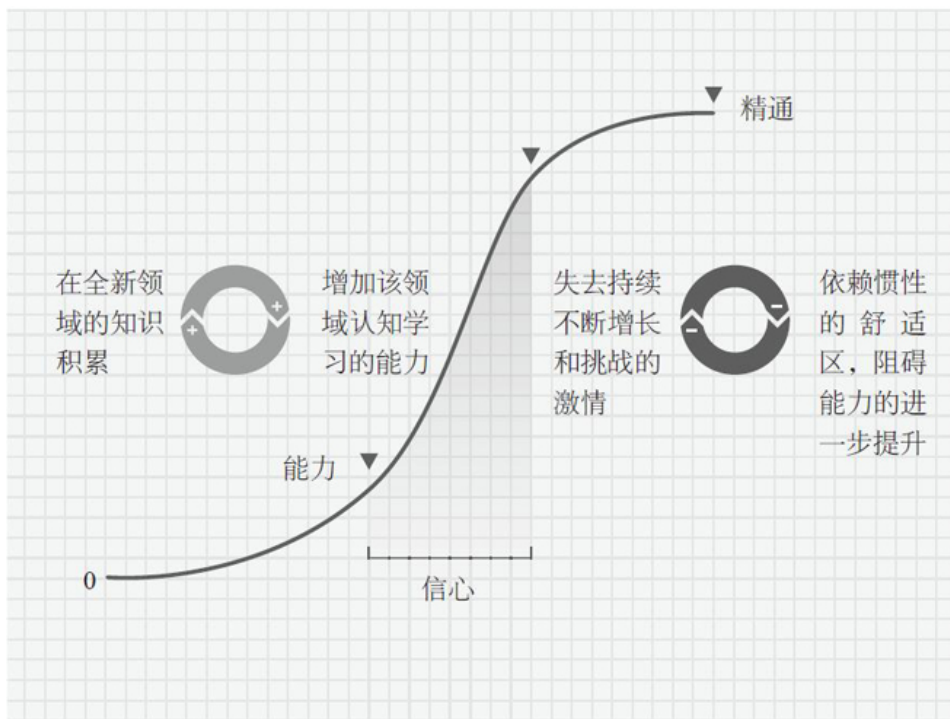 精通
在全新领
域的知识
积累
增加该领
域认知学
习的能力
失去持续
不断增长
和挑战的
激情
依赖惯性
的舒适
区，阻碍
能力的进
一步提升
能力
0
信心